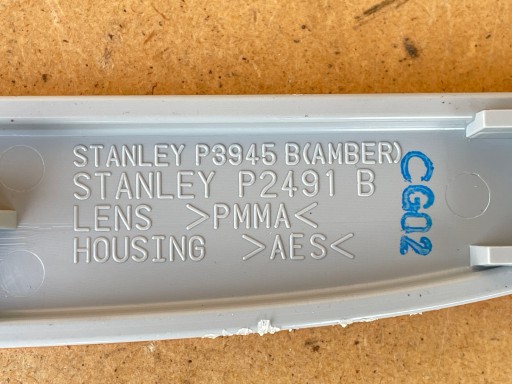 STANLEY P3945 B(AMBER)
STANLEY P2491 B
LENS >PMMA<
HOUSING >AES<
CG02